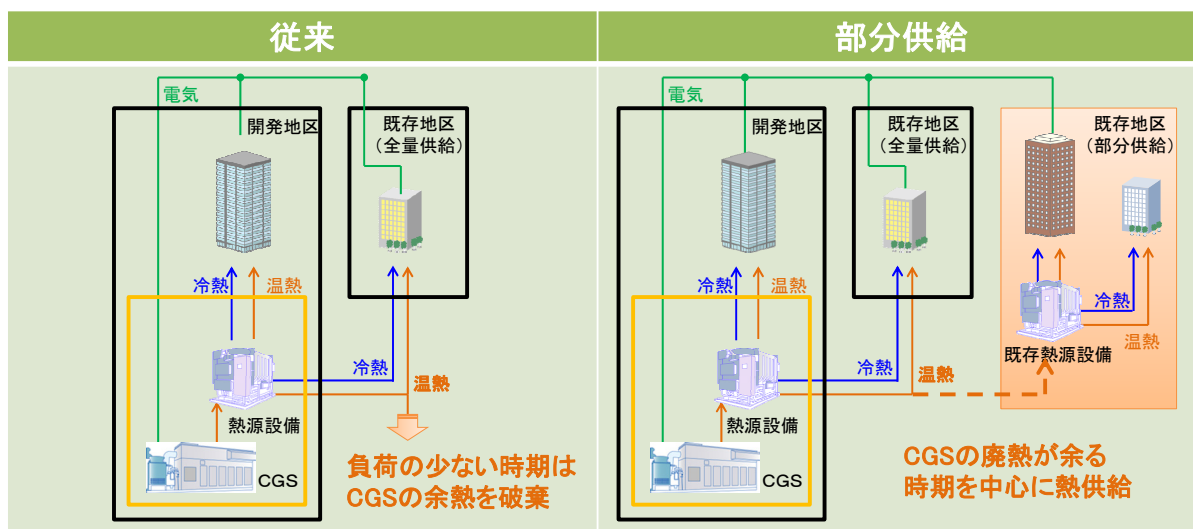 従来
電気
開発地区
既存地区
（全量供給）
冷熱
温熱
冷熱
温熱
熱源設備
CGS
負荷の少ない時期は
CGSの余熱を破棄
部分供給
電気
開発地区
既存地区
（全量供給）
既存地区
（部分供給）
冷熱
温熱
冷熱
温熱
既存熱源設備
冷熱
温熱
熱源設備
CGS
CGSの廃熱が余る
時期を中心に熱供給